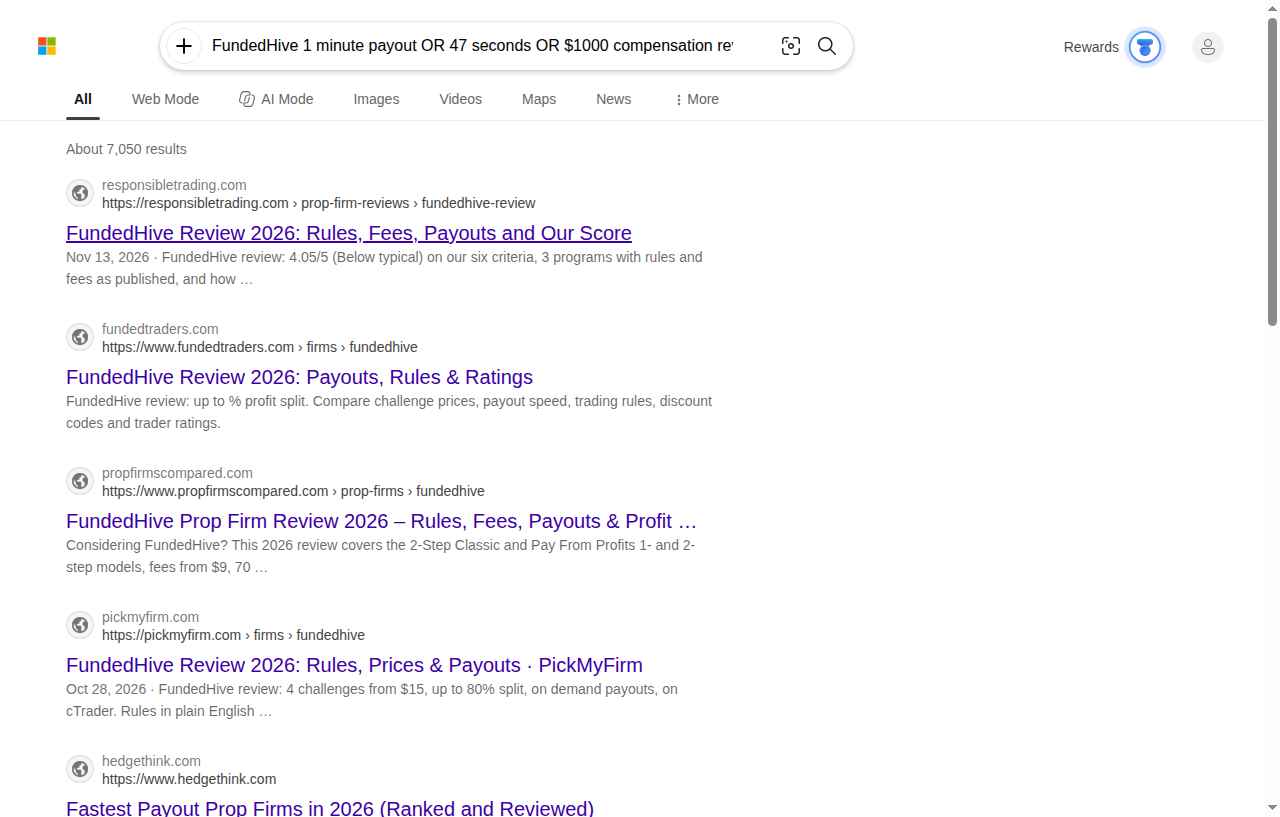 FundedHive 1 minute payout OR 47 seconds OR $1000 compensation
Rewards
All
Web Mode
AI Mode
Images
Videos
Maps
News
More
About 7,050 results
responsibletrading.com
https://responsibletrading.com › prop-firm-reviews › fundedhive-review
FundedHive Review 2026: Rules, Fees, Payouts and Our Score
Nov 13, 2026 · FundedHive review: 4.05/5 (Below typical) on our six criteria, 3 programs with rules and
fees as published, and how …
fundedtraders.com
https://www.fundedtraders.com › firms › fundedhive
FundedHive Review 2026: Payouts, Rules & Ratings
FundedHive review: up to % profit split. Compare challenge prices, payout speed, trading rules, discount
codes and trader ratings.
propfirmscompared.com
https://www.propfirmscompared.com › prop-firms › fundedhive
FundedHive Prop Firm Review 2026 – Rules, Fees, Payouts & Profit …
Considering FundedHive? This 2026 review covers the 2-Step Classic and Pay From Profits 1- and 2-
step models, fees from $9, 70 …
pickmyfirm.com
https://pickmyfirm.com › firms › fundedhive
FundedHive Review 2026: Rules, Prices & Payouts · PickMyFirm
Oct 28, 2026 · FundedHive review: 4 challenges from $15, up to 80% split, on demand payouts, on
cTrader. Rules in plain English …
hedgethink.com
https://www.hedgethink.com
Fastest Payout Prop Firms in 2026 (Ranked and Reviewed)